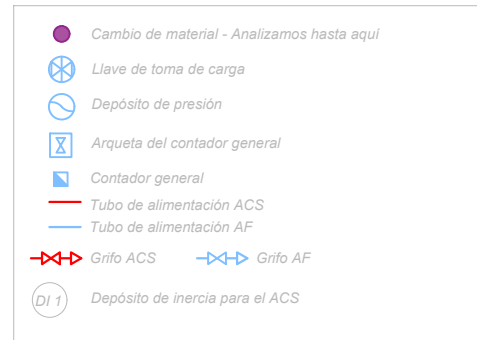 Cambio de material - Analizamos hasta aquí
Llave de toma de carga
Depósito de presión
Arqueta del contador general
Contador general
Tubo de alimentación ACS
Tubo de alimentación AF
Grifo ACS Grifo AF
DI 1 Depósito de inercia para el ACS